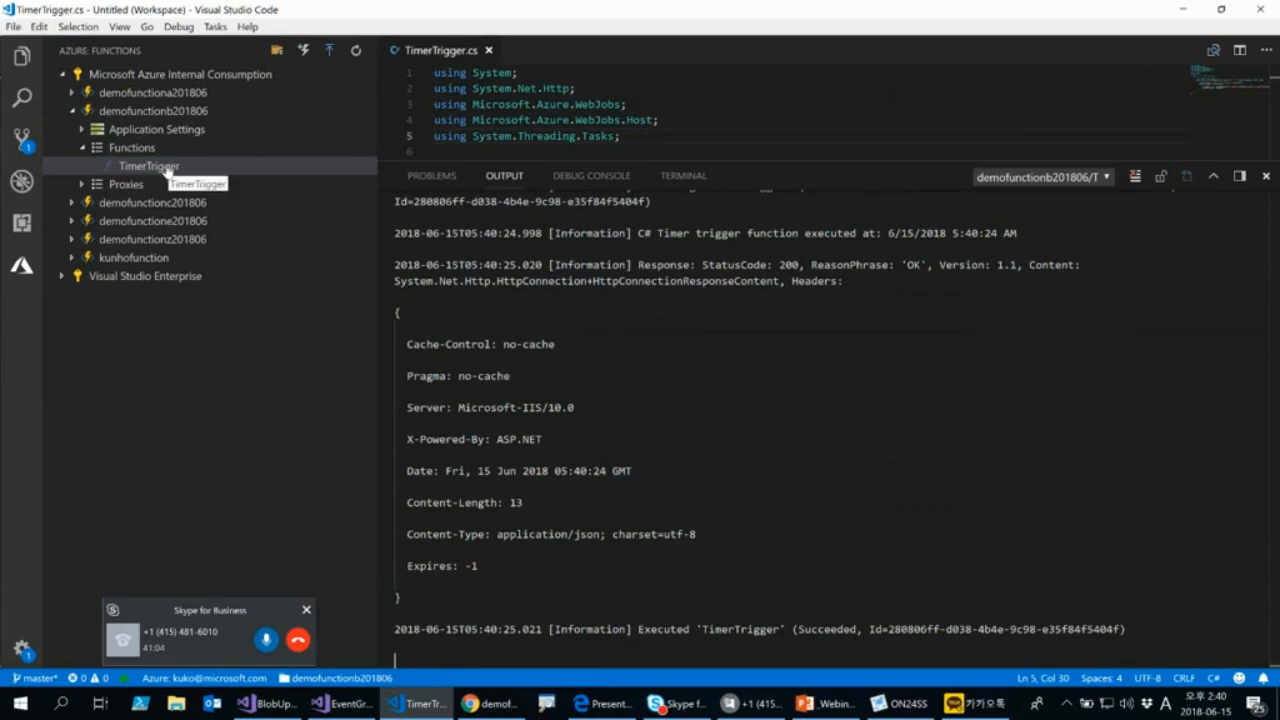 TimerTrigger.cs - Untitled (Workspace) - Visual Studio Code
File Edit Selection View Go Debug Tasks Help
AZURE: FUNCTIONS
Microsoft Azure Internal Consumption
demofunctiona201806
demofunctionb201806
Application Settings
Functions
f TimerTrigger
Proxies
TimerTrigger
demofunctionc201806
demofunctione201806
demofunctionz201806
kunhofunction
Visual Studio Enterprise
TimerTrigger.cs
1 using System;
2 using System.Net.Http;
3 using Microsoft.Azure.WebJobs;
4 using Microsoft.Azure.WebJobs.Host;
5 using System.Threading.Tasks;
6
PROBLEMS OUTPUT DEBUG CONSOLE TERMINAL demofunctionb201806/T
Id=280806ff-d038-4b4e-9c98-e35f84f5404f)
2018-06-15T05:40:24.998 [Information] C# Timer trigger function executed at: 6/15/2018 5:40:24 AM
2018-06-15T05:40:25.020 [Information] Response: StatusCode: 200, ReasonPhrase: 'OK', Version: 1.1, Content:
System.Net.Http.HttpConnection+HttpConnectionResponseContent, Headers:
{
Cache-Control: no-cache
Pragma: no-cache
Server: Microsoft-IIS/10.0
X-Powered-By: ASP.NET
Date: Fri, 15 Jun 2018 05:40:24 GMT
Content-Length: 13
Content-Type: application/json; charset=utf-8
Expires: -1
}
2018-06-15T05:40:25.021 [Information] Executed 'TimerTrigger' (Succeeded, Id=280806ff-d038-4b4e-9c98-e35f84f5404f)
Skype for Business
+1 (415) 481-6010
41:04
1
1
master* 0 0 Azure: kuko@microsoft.com demofunctionb201806 Ln 5, Col 30 Spaces: 4 UTF-8 CRLF C#
BlobUp... EventGr... TimerTr... demof... Present... Skype f... +1 (415... _Webin... ON24SS 카카오톡 A 오후 2:40
2018-06-15 25